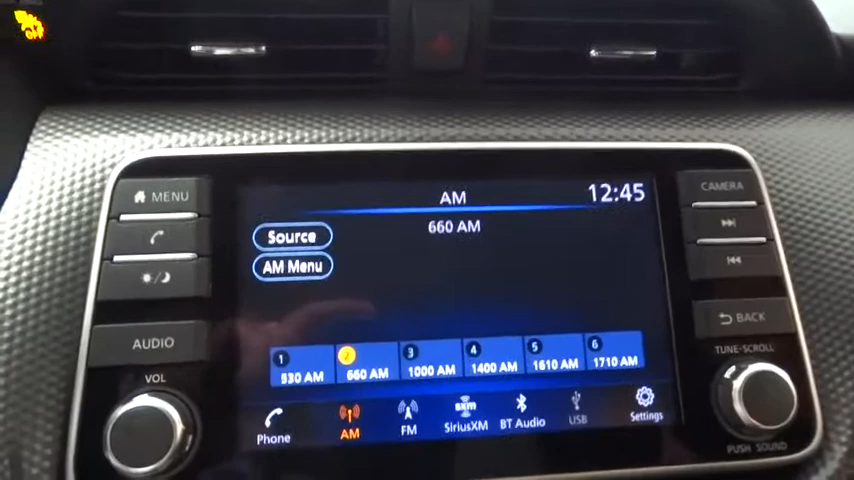 MENU
AUDIO
VOL
AM
12:45
660 AM
Source
AM Menu
1
530 AM
2
660 AM
3
1000 AM
4
1400 AM
5
1610 AM
6
1710 AM
Phone
AM
FM
sxm
SiriusXM
BT Audio
USB
Settings
CAMERA
BACK
TUNE·SCROLL
PUSH SOUND